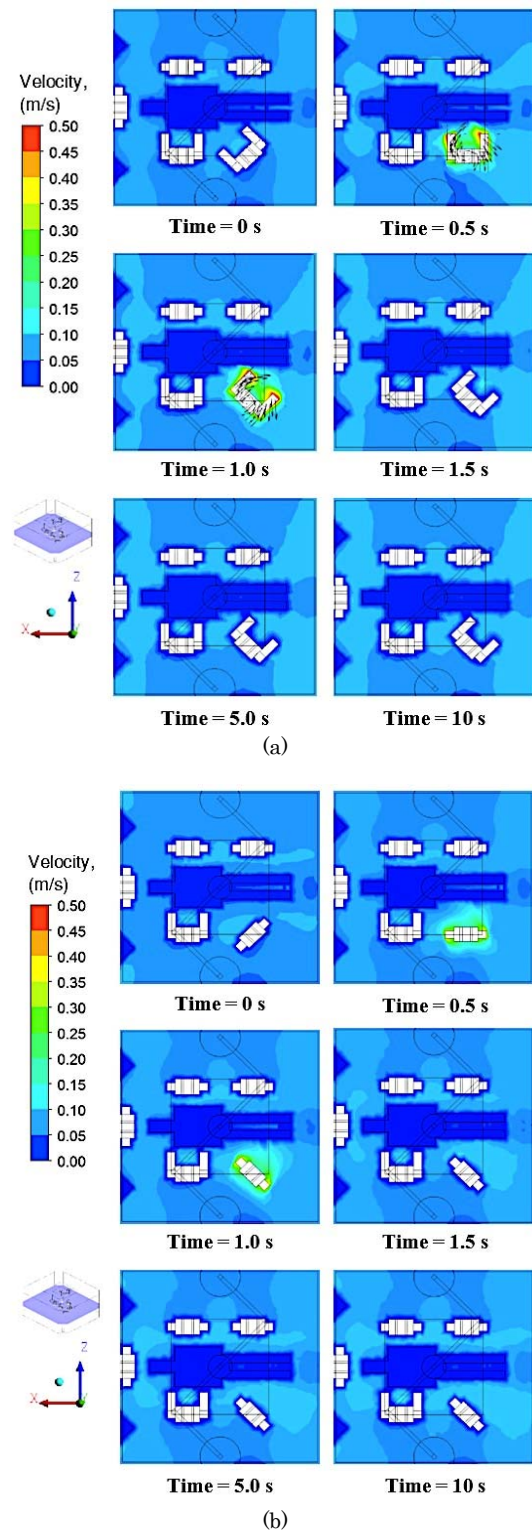 Velocity,
(m/s)
0.50
0.45
0.40
0.35
0.30
0.25
0.20
0.15
0.10
0.05
0.00
Time = 0 s
Time = 0.5 s
Time = 1.0 s
Time = 1.5 s
Z
X
Y
Time = 5.0 s
Time = 10 s
(a)
Velocity,
(m/s)
0.50
0.45
0.40
0.35
0.30
0.25
0.20
0.15
0.10
0.05
0.00
Time = 0 s
Time = 0.5 s
Time = 1.0 s
Time = 1.5 s
Z
X
Y
Time = 5.0 s
Time = 10 s
(b)